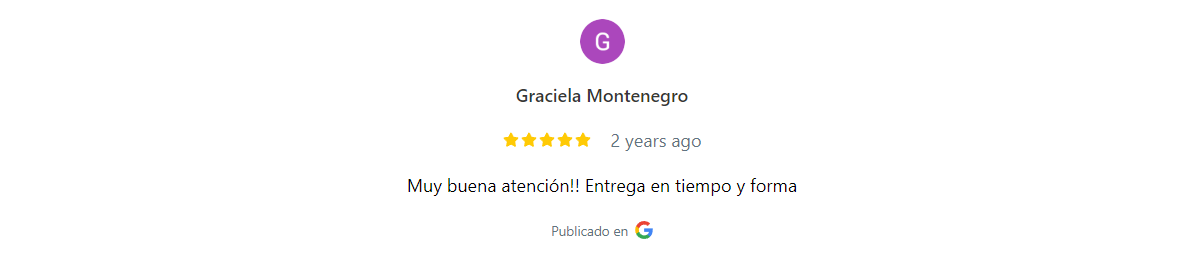 G
Graciela Montenegro
2 years ago
Muy buena atención!! Entrega en tiempo y forma
Publicado en G